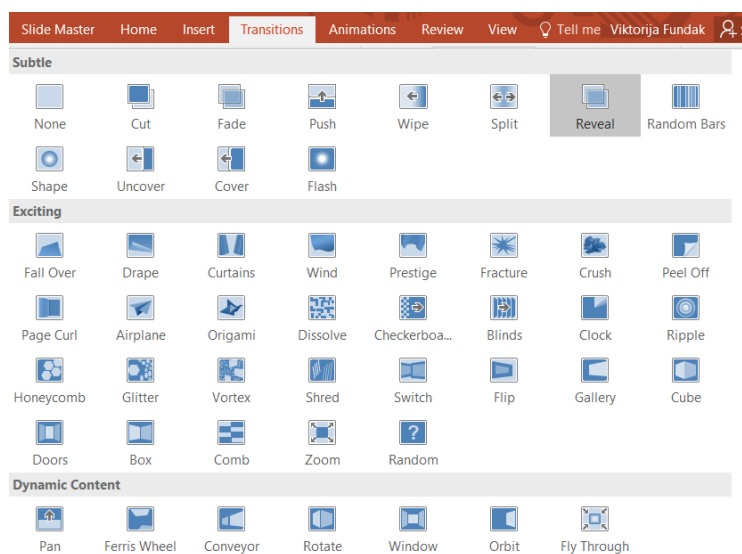 Slide Master Home Insert Transitions Animations Review View Tell me Viktorija Fundak
Subtle
None Cut Fade Push Wipe Split Reveal Random Bars
Shape Uncover Cover Flash
Exciting
Fall Over Drape Curtains Wind Prestige Fracture Crush Peel Off
Page Curl Airplane Origami Dissolve Checkerboa... Blinds Clock Ripple
Honeycomb Glitter Vortex Shred Switch Flip Gallery Cube
Doors Box Comb Zoom Random
Dynamic Content
Pan Ferris Wheel Conveyor Rotate Window Orbit Fly Through